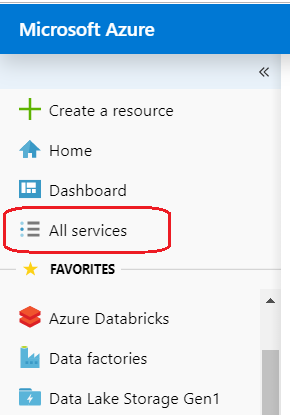 Microsoft Azure
«
Create a resource
Home
Dashboard
All services
FAVORITES
Azure Databricks
Data factories
Data Lake Storage Gen1